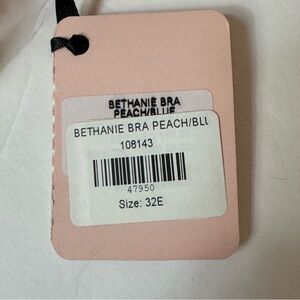 BETHANIE BRA
PEACH/BLUE
BETHANIE BRA PEACH/BLU
108143
47950
Size: 32E